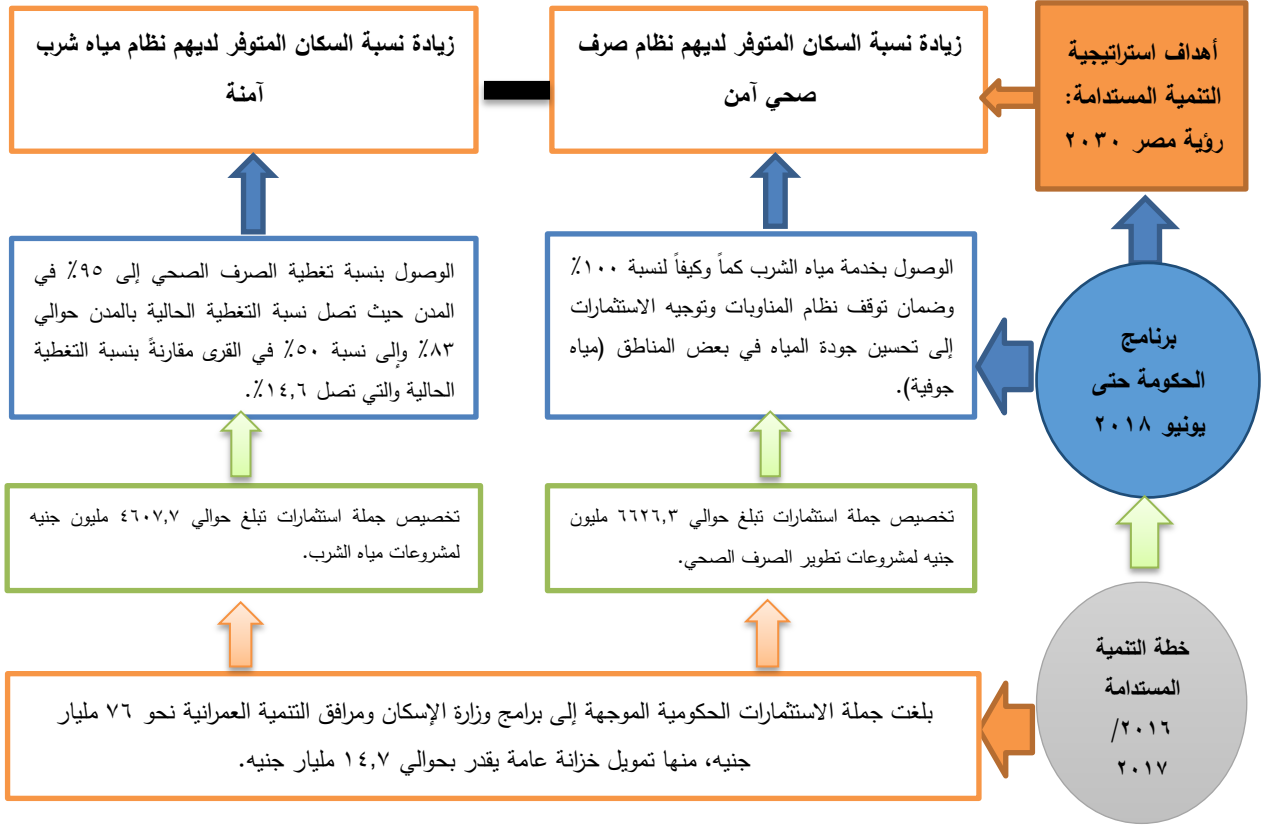 أهداف استراتيجية
التنمية المستدامة:
رؤية مصر ٢٠٣٠
زيادة نسبة السكان المتوفر لديهم نظام صرف
صحي آمن
زيادة نسبة السكان المتوفر لديهم نظام مياه شرب
آمنة
برنامج
الحكومة حتى
يونيو ٢٠١٨
الوصول بخدمة مياه الشرب كماً وكيفاً لنسبة ١٠٠٪
وضمان توقف نظام المناوبات وتوجيه الاستثمارات
إلى تحسين جودة المياه في بعض المناطق (مياه
جوفية).
الوصول بنسبة تغطية الصرف الصحي إلى ٩٥٪ في
المدن حيث تصل نسبة التغطية الحالية بالمدن حوالي
٨٣٪ وإلى نسبة ٥٠٪ في القرى مقارنةً بنسبة التغطية
الحالية والتي تصل ١٤,٦٪.
تخصيص جملة استثمارات تبلغ حوالي ٦٦٢٦,٣ مليون
جنيه لمشروعات تطوير الصرف الصحي.
تخصيص جملة استثمارات تبلغ حوالي ٤٦٠٧,٧ مليون جنيه
لمشروعات مياه الشرب.
خطة التنمية
المستدامة
٢٠١٦/
٢٠١٧
بلغت جملة الاستثمارات الحكومية الموجهة إلى برامج وزارة الإسكان ومرافق التنمية العمرانية نحو ٧٦ مليار
جنيه، منها تمويل خزانة عامة يقدر بحوالي ١٤,٧ مليار جنيه.